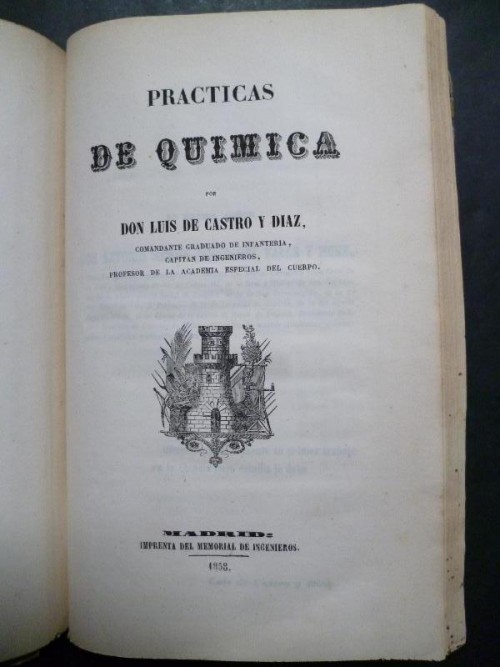 PRACTICAS
DE QUIMICA
POR
DON LUIS DE CASTRO Y DIAZ,
COMANDANTE GRADUADO DE INFANTERIA,
CAPITAN DE INGENIEROS,
PROFESOR DE LA ACADEMIA ESPECIAL DEL CUERPO.
MADRID:
IMPRENTA DEL MEMORIAL DE INGENIEROS.
1858.